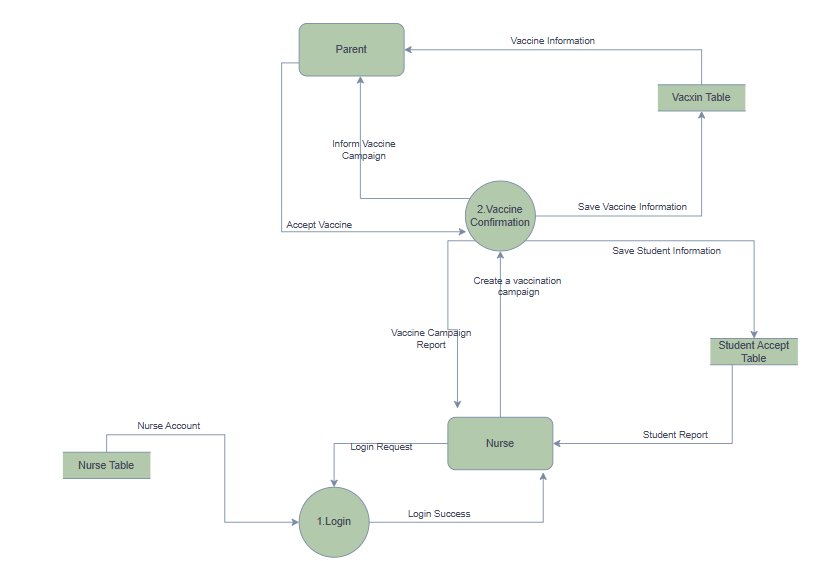 Vaccine Information
Parent
Vacxin Table
Inform Vaccine
Campaign
2.Vaccine
Confirmation
Save Vaccine Information
Accept Vaccine
Save Student Information
Create a vaccination
campaign
Vaccine Campaign
Report
Student Accept
Table
Nurse Account
Login Request
Nurse
Student Report
Nurse Table
Login Success
1.Login